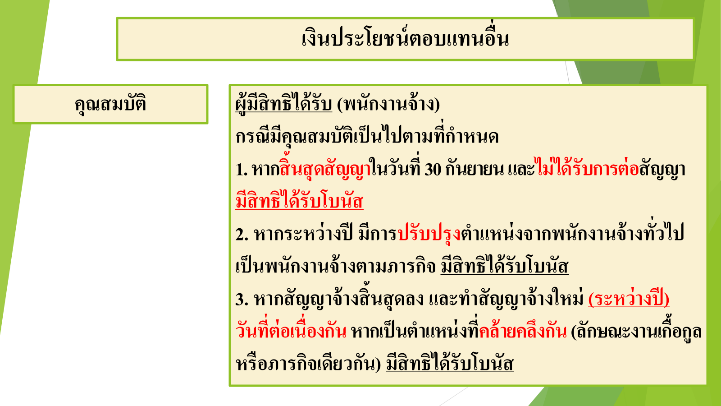 เงินประโยชน์ตอบแทนอื่น
คุณสมบัติ
ผู้มีสิทธิได้รับ (พนักงานจ้าง)
กรณีมีคุณสมบัติเป็นไปตามที่กำหนด
1. หากสิ้นสุดสัญญาในวันที่ 30 กันยายน และไม่ได้รับการต่อสัญญา
มีสิทธิได้รับโบนัส
2. หากระหว่างปี มีการปรับปรุงตำแหน่งจากพนักงานจ้างทั่วไป
เป็นพนักงานจ้างตามภารกิจ มีสิทธิได้รับโบนัส
3. หากสัญญาจ้างสิ้นสุดลง และทำสัญญาจ้างใหม่ (ระหว่างปี)
วันที่ต่อเนื่องกัน หากเป็นตำแหน่งที่คล้ายคลึงกัน (ลักษณะงานเกื้อกูล
หรือภารกิจเดียวกัน) มีสิทธิได้รับโบนัส